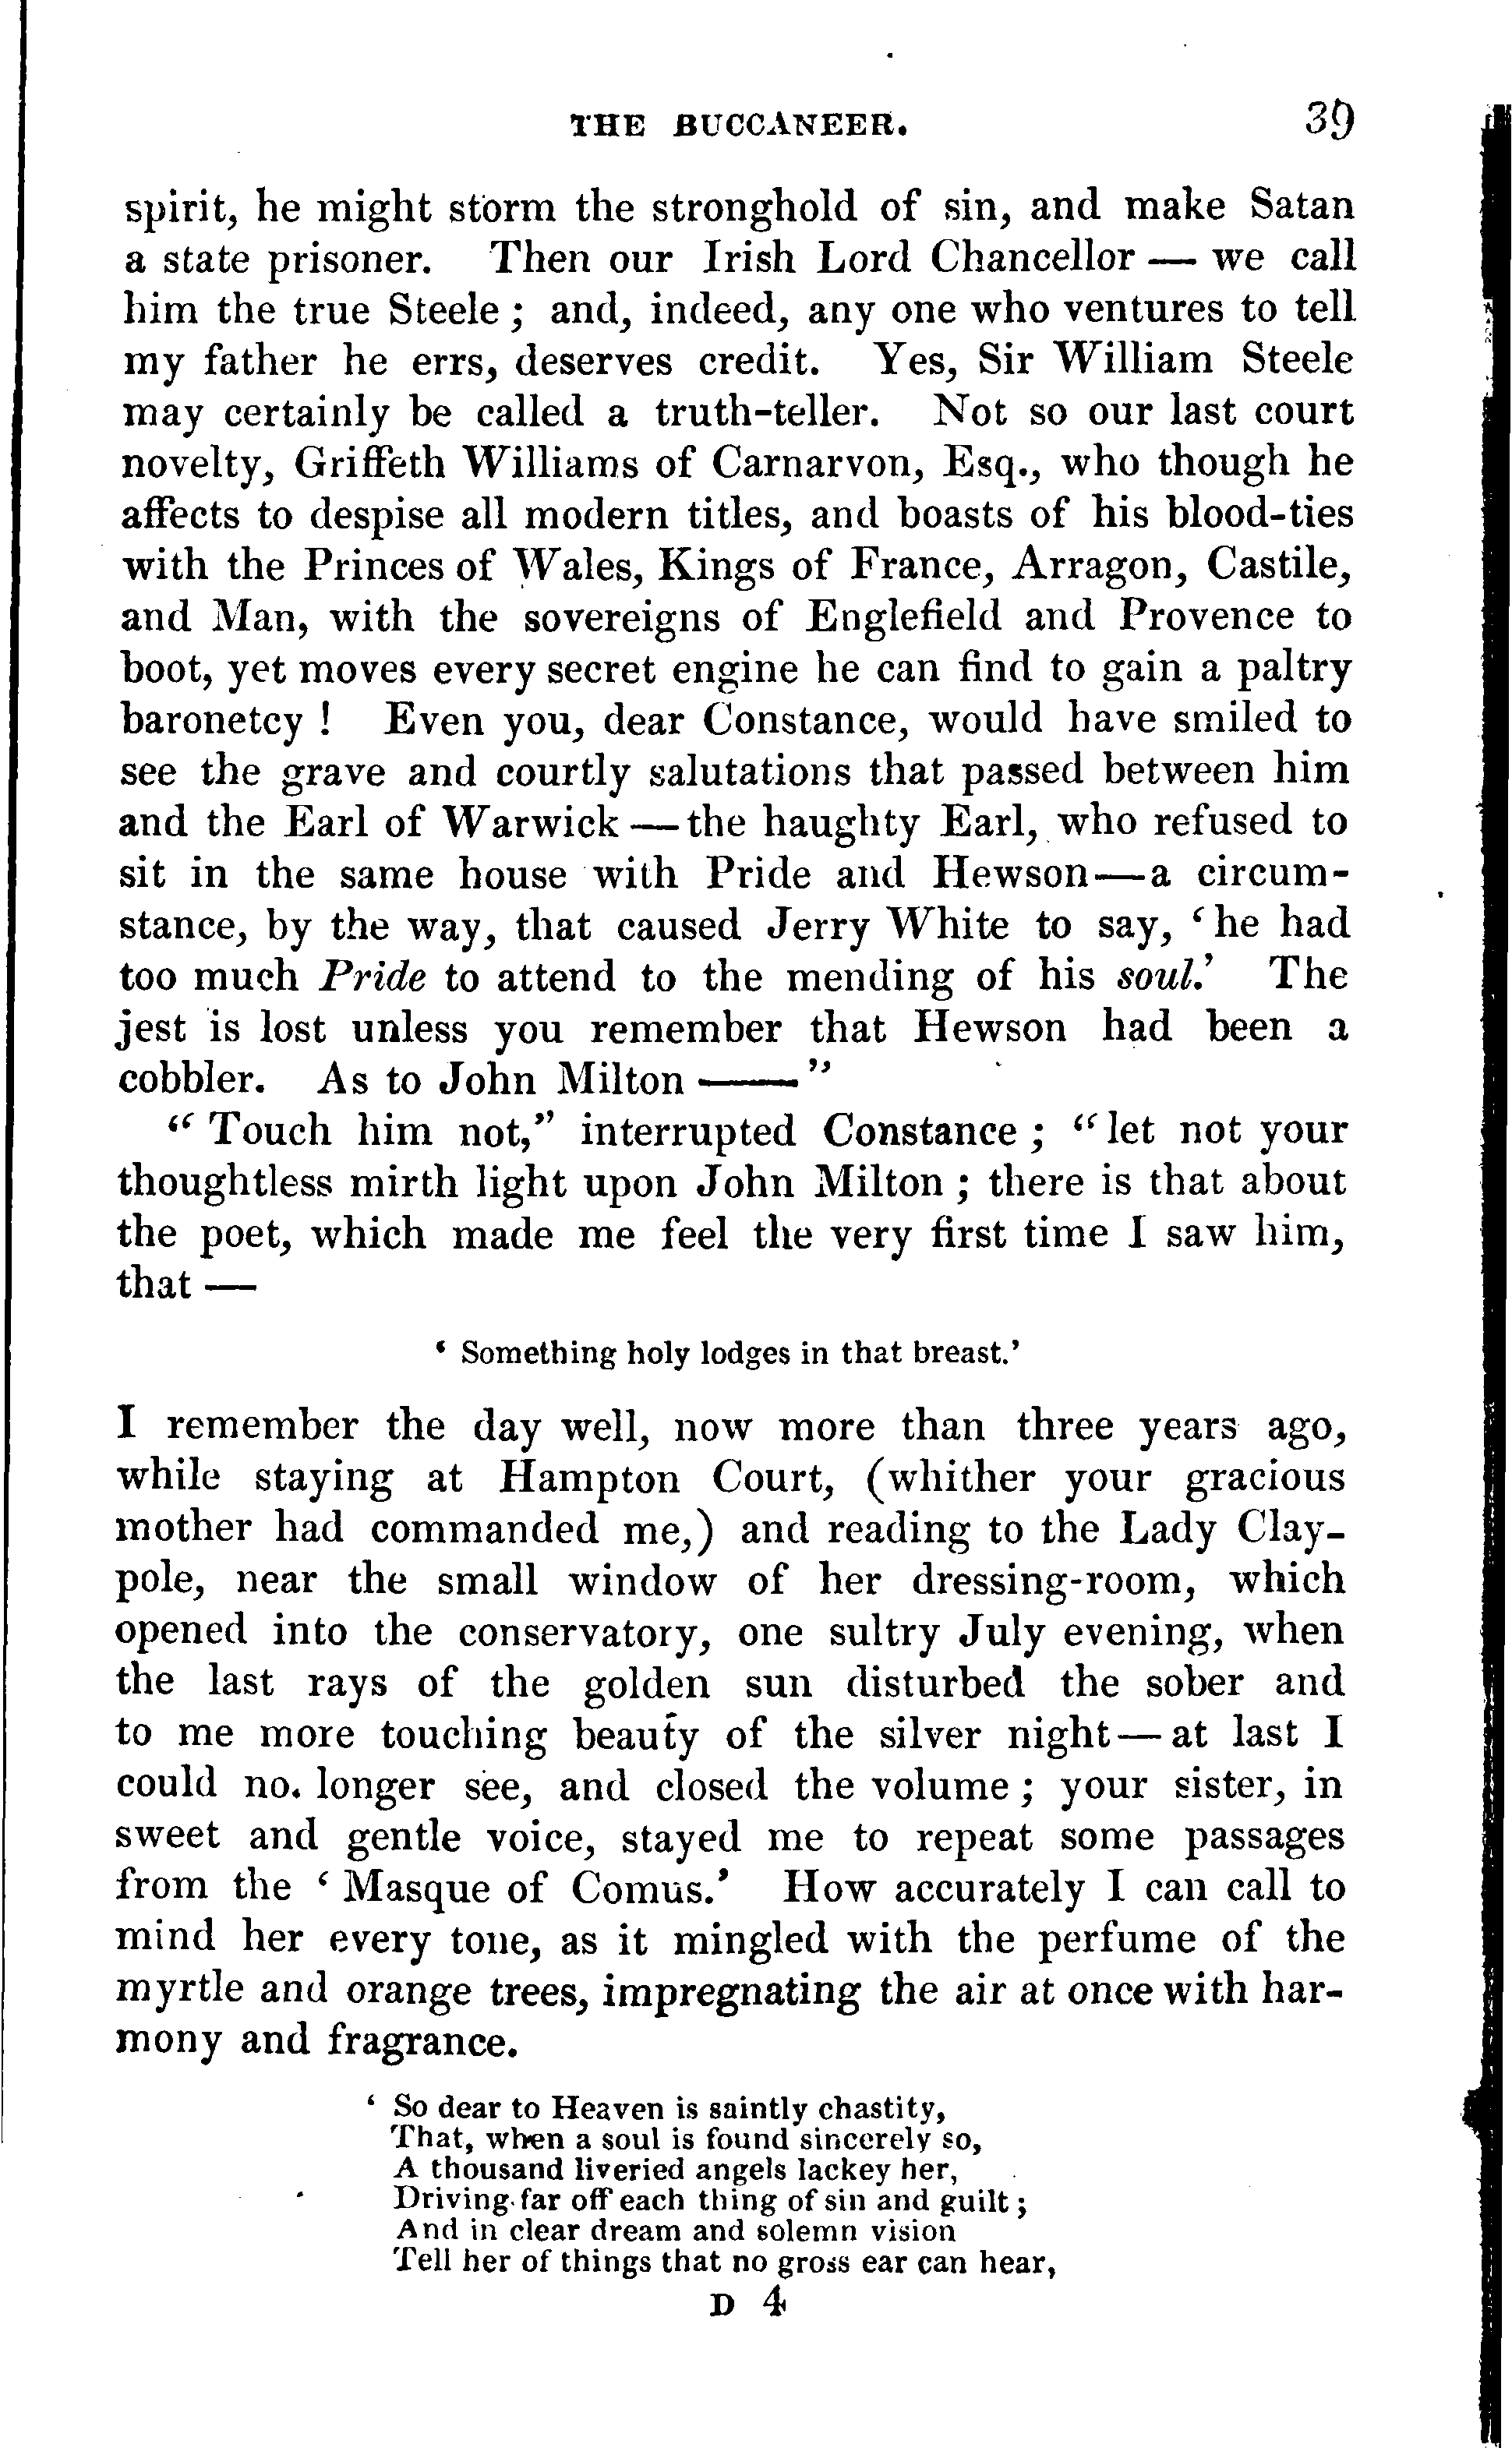 THE BUCCANEER. 39
spirit, he might storm the stronghold of sin, and make Satan
a state prisoner. Then our Irish Lord Chancellor — we call
him the true Steele ; and, indeed, any one who ventures to tell
my father he errs, deserves credit. Yes, Sir William Steele
may certainly be called a truth-teller. Not so our last court
novelty, Griffeth Williams of Carnarvon, Esq., who though he
affects to despise all modern titles, and boasts of his blood-ties
with the Princes of Wales, Kings of France, Arragon, Castile,
and Man, with the sovereigns of Englefield and Provence to
boot, yet moves every secret engine he can find to gain a paltry
baronetcy ! Even you, dear Constance, would have smiled to
see the grave and courtly salutations that passed between him
and the Earl of Warwick — the haughty Earl, who refused to
sit in the same house with Pride and Hewson—a circum-
stance, by the way, that caused Jerry White to say, ‘he had
too much Pride to attend to the mending of his soul.’ The
jest is lost unless you remember that Hewson had been a
cobbler. As to John Milton ——”
“ Touch him not,” interrupted Constance ; “let not your
thoughtless mirth light upon John Milton ; there is that about
the poet, which made me feel the very first time I saw him,
that —
‘ Something holy lodges in that breast.’
I remember the day well, now more than three years ago,
while staying at Hampton Court, (whither your gracious
mother had commanded me,) and reading to the Lady Clay-
pole, near the small window of her dressing-room, which
opened into the conservatory, one sultry July evening, when
the last rays of the golden sun disturbed the sober and
to me more touching beauty of the silver night — at last I
could no. longer see, and closed the volume ; your sister, in
sweet and gentle voice, stayed me to repeat some passages
from the ‘ Masque of Comus.’ How accurately I can call to
mind her every tone, as it mingled with the perfume of the
myrtle and orange trees, impregnating the air at once with har-
mony and fragrance.
‘ So dear to Heaven is saintly chastity,
That, when a soul is found sincerely so,
A thousand liveried angels lackey her,
Driving far off each thing of sin and guilt ;
And in clear dream and solemn vision
Tell her of things that no gross ear can hear,
D 4